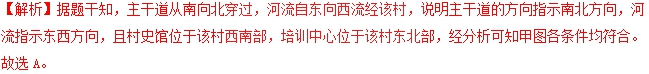 【解析】据题干知，主干道从南向北穿过，河流自东向西流经该村，说明主干道的方向指示南北方向，河
流指示东西方向，且村史馆位于该村西南部，培训中心位于该村东北部，经分析可知甲图各条件均符合。
故选 A。